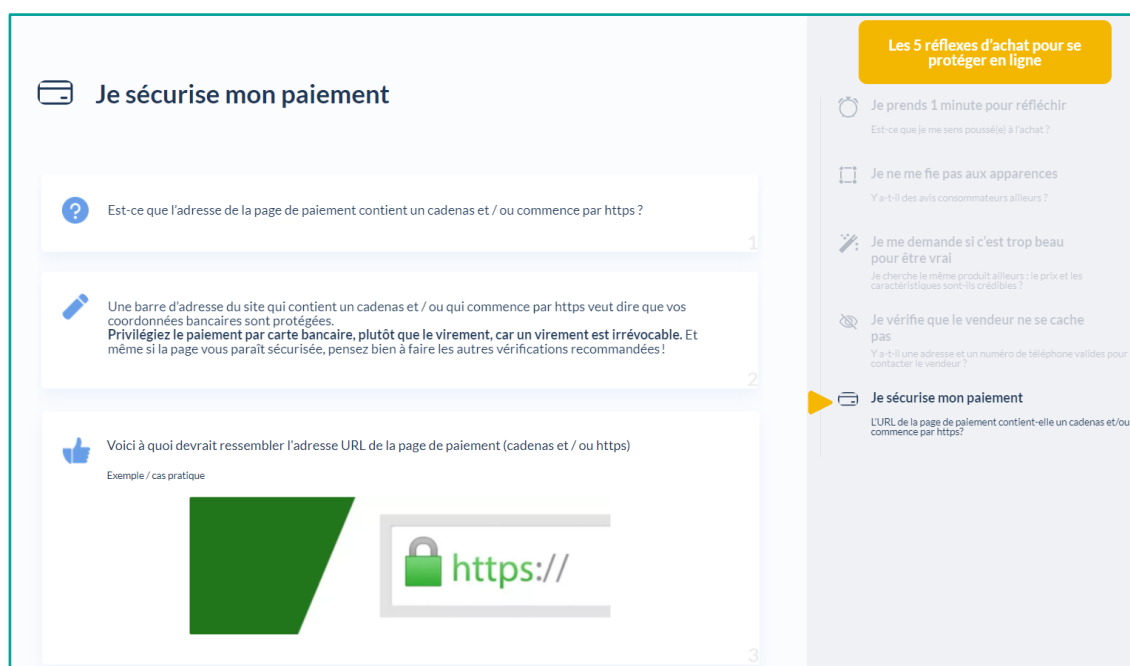 Je sécurise mon paiement
Est-ce que l'adresse de la page de paiement contient un cadenas et / ou commence par https ?
1
Une barre d'adresse du site qui contient un cadenas et / ou qui commence par https veut dire que vos
coordonnées bancaires sont protégées.
Privilégiez le paiement par carte bancaire, plutôt que le virement, car un virement est irrévocable. Et
même si la page vous paraît sécurisée, pensez bien à faire les autres vérifications recommandées !
2
Voici à quoi devrait ressembler l'adresse URL de la page de paiement (cadenas et / ou https)
Exemple / cas pratique
https://
3
Les 5 réflexes d'achat pour se
protéger en ligne
Je prends 1 minute pour réfléchir
Est-ce que je me sens poussé(e) à l'achat ?
Je ne me fie pas aux apparences
Y a-t-il des avis consommateurs ailleurs ?
Je me demande si c'est trop beau
pour être vrai
Je cherche le même produit ailleurs : le prix et les
caractéristiques sont-ils crédibles ?
Je vérifie que le vendeur ne se cache
pas
Y a-t-il une adresse et un numéro de téléphone valides pour
contacter le vendeur ?
Je sécurise mon paiement
L'URL de la page de paiement contient-elle un cadenas et/ou
commence par https?